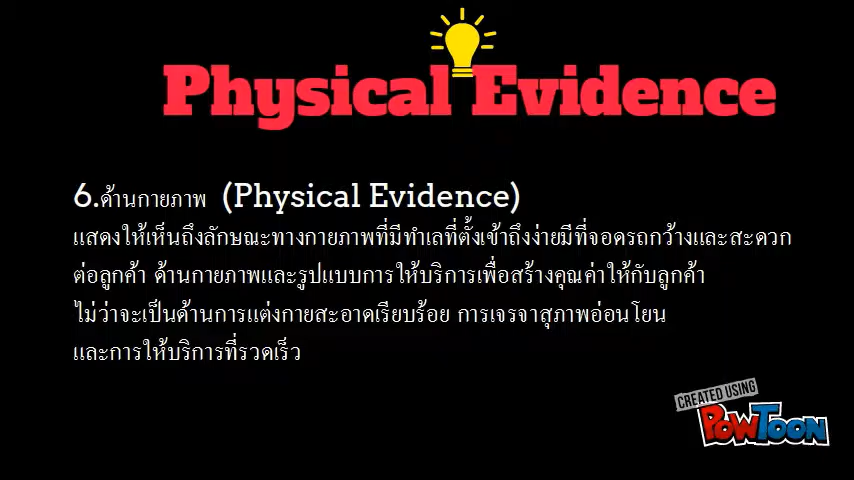 Physical Evidence
6.ด้านกายภาพ (Physical Evidence)
แสดงให้เห็นถึงลักษณะทางกายภาพที่มีทำเลที่ตั้งเข้าถึงง่ายมีที่จอดรถกว้างและสะดวก
ต่อลูกค้า ด้านกายภาพและรูปแบบการให้บริการเพื่อสร้างคุณค่าให้กับลูกค้า
ไม่ว่าจะเป็นด้านการแต่งกายสะอาดเรียบร้อย การเจรจาสุภาพอ่อนโยน
และการให้บริการที่รวดเร็ว
CREATED USING
POWTOON